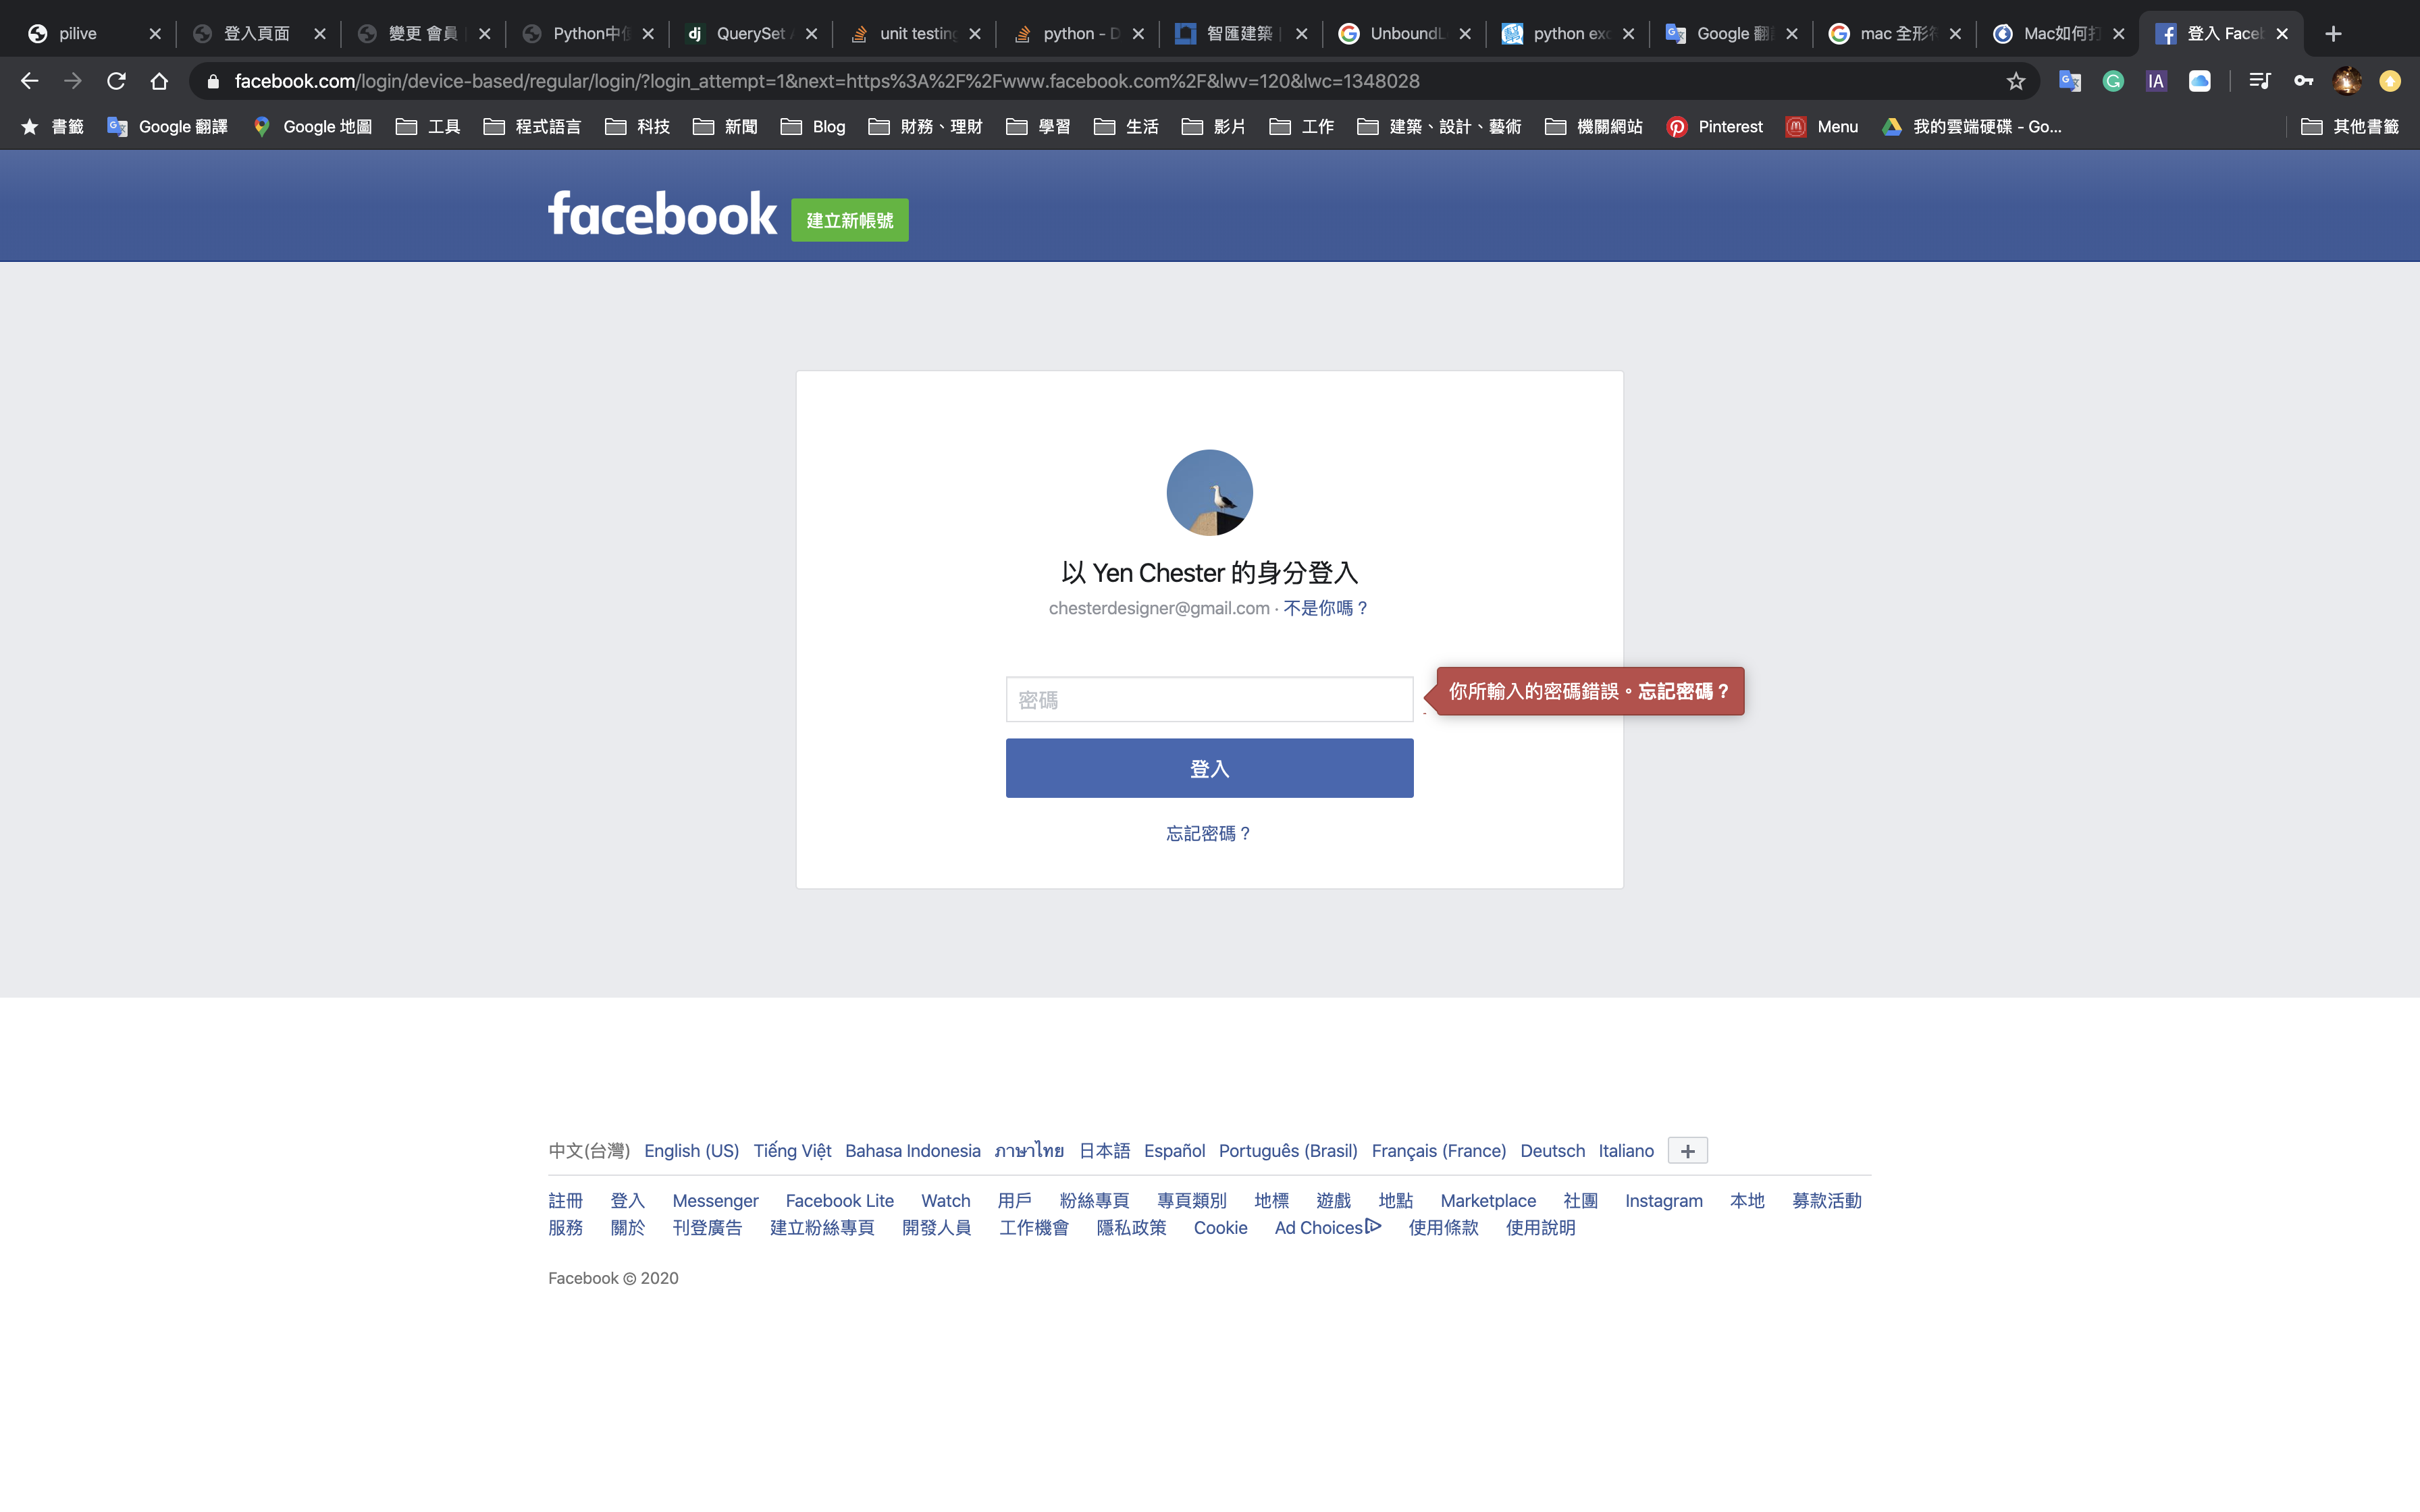 pilive
登入頁面
變更 會員
Python中
QuerySet
unit testing
python - D
智匯建築
UnboundL
python exc
Google 翻
mac 全形
Mac如何打
登入 Faceb
facebook.com/login/device-based/regular/login/?login_attempt=1&next=https%3A%2F%2Fwww.facebook.com%2F&lwv=120&lwc=1348028
書籤 Google 翻譯 Google 地圖 工具 程式語言 科技 新聞 Blog 財務、理財 學習 生活 影片 工作 建築、設計、藝術 機關網站 Pinterest Menu 我的雲端硬碟 - Go... 其他書籤
facebook 建立新帳號
以 Yen Chester 的身分登入
chesterdesigner@gmail.com · 不是你嗎？
密碼
你所輸入的密碼錯誤。忘記密碼？
登入
忘記密碼？
中文(台灣) English (US) Tiếng Việt Bahasa Indonesia ภาษาไทย 日本語 Español Português (Brasil) Français (France) Deutsch Italiano
註冊 登入 Messenger Facebook Lite Watch 用戶 粉絲專頁 專頁類別 地標 遊戲 地點 Marketplace 社團 Instagram 本地 募款活動
服務 關於 刊登廣告 建立粉絲專頁 開發人員 工作機會 隱私政策 Cookie Ad Choices 使用條款 使用說明
Facebook © 2020